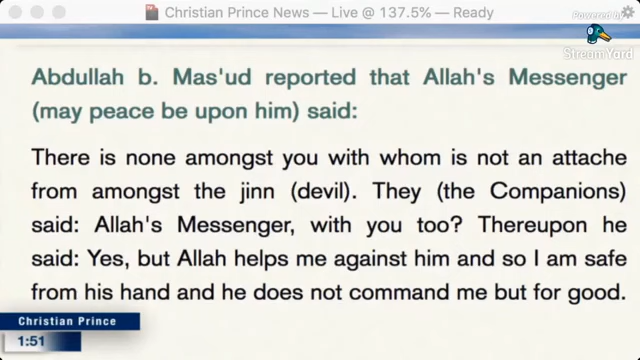 Christian Prince News — Live @ 137.5% — Ready
Powered by
StreamYard
Abdullah b. Mas'ud reported that Allah's Messenger
(may peace be upon him) said:
There is none amongst you with whom is not an attache
from amongst the jinn (devil). They (the Companions)
said: Allah's Messenger, with you too? Thereupon he
said: Yes, but Allah helps me against him and so I am safe
from his hand and he does not command me but for good.
Christian Prince
1:51